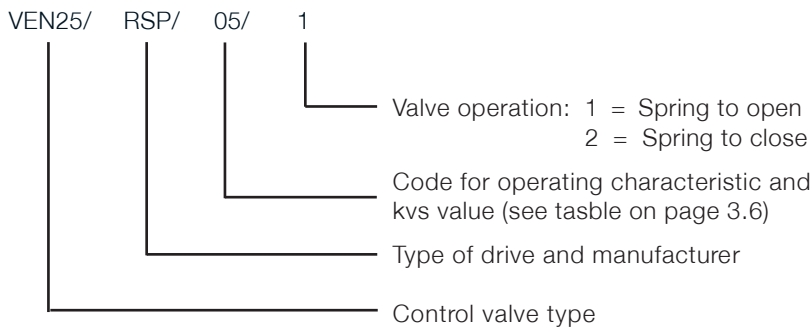 VEN25/ RSP/ 05/ 1
Valve operation: 1 = Spring to open
2 = Spring to close
Code for operating characteristic and
kvs value (see tasble on page 3.6)
Type of drive and manufacturer
Control valve type